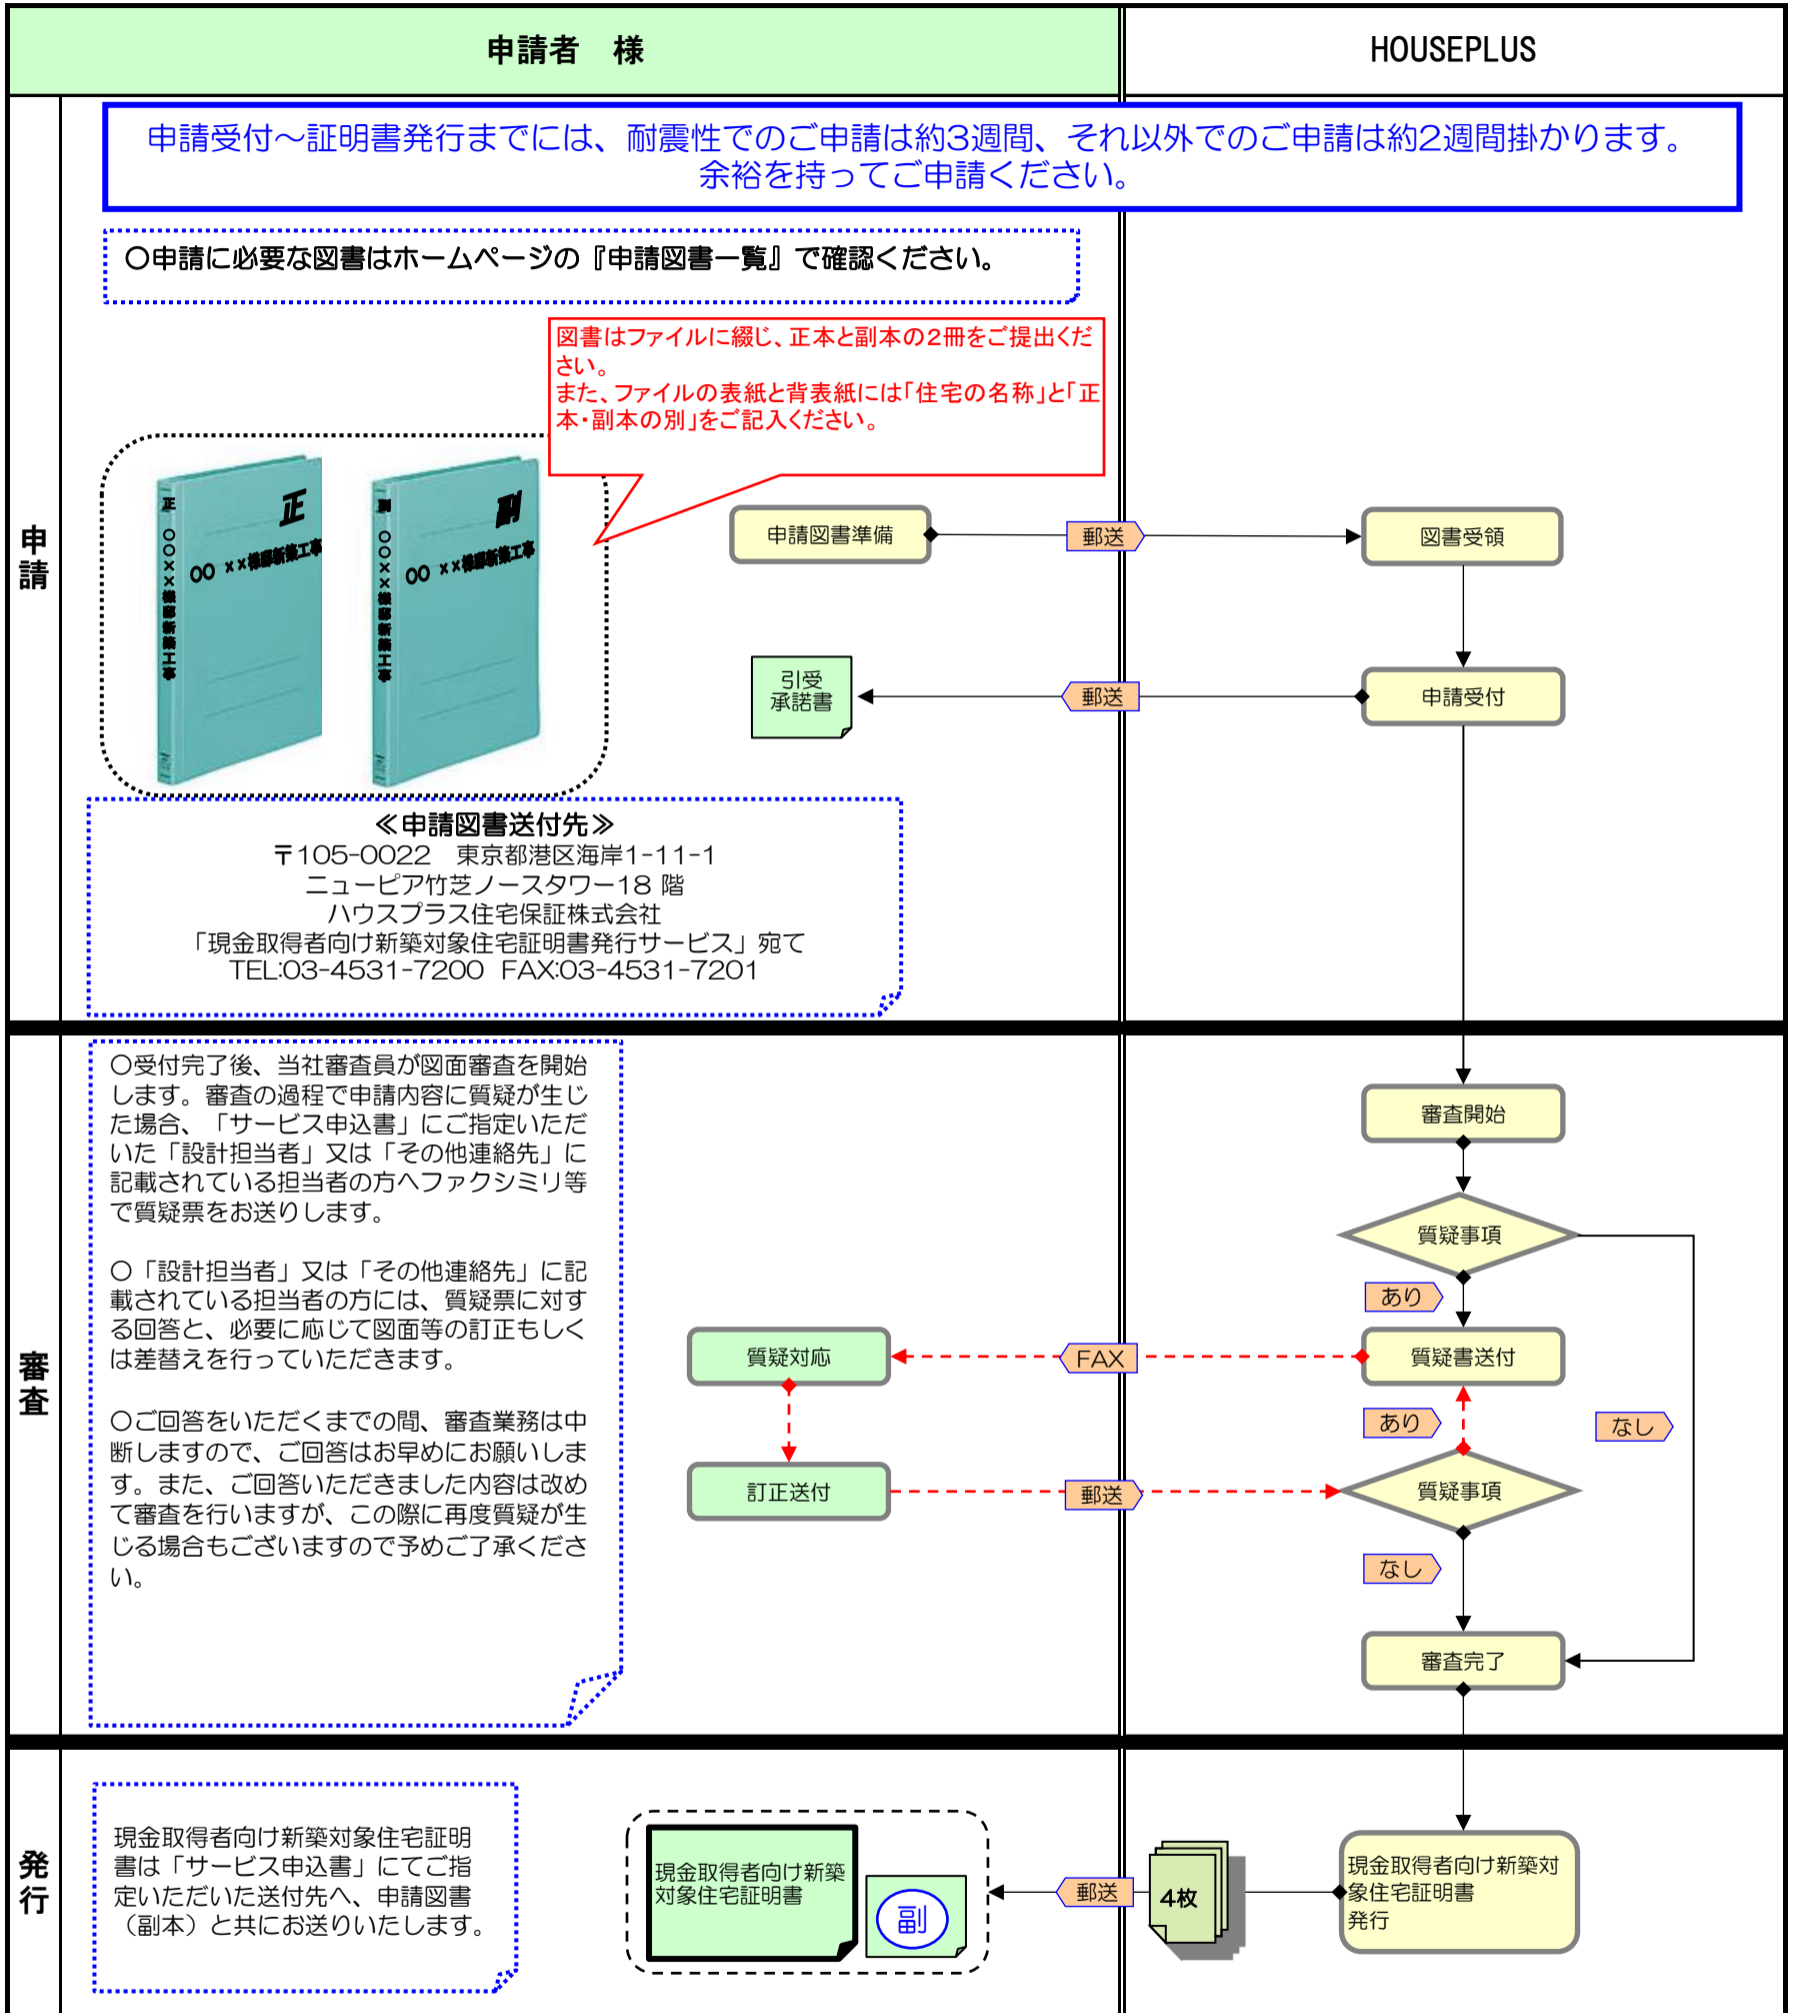 申請者　様
HOUSEPLUS
申請
申請受付～証明書発行までには、耐震性でのご申請は約3週間、それ以外でのご申請は約2週間掛かります。
余裕を持ってご申請ください。
○申請に必要な図書はホームページの『申請図書一覧』で確認ください。
図書はファイルに綴じ、正本と副本の2冊をご提出くだ
さい。
また、ファイルの表紙と背表紙には｢住宅の名称｣と｢正
本・副本の別｣をご記入ください。
正　○○××様邸新築工事
正
○○ ××様邸新築工事
副　○○××様邸新築工事
副
○○ ××様邸新築工事
申請図書準備
郵送
図書受領
引受
承諾書
郵送
申請受付
≪申請図書送付先≫
〒105-0022　東京都港区海岸1-11-1
ニューピア竹芝ノースタワー18 階
ハウスプラス住宅保証株式会社
「現金取得者向け新築対象住宅証明書発行サービス」宛て
TEL:03-4531-7200 FAX:03-4531-7201
審査
○受付完了後、当社審査員が図面審査を開始
します。審査の過程で申請内容に質疑が生じ
た場合、「サービス申込書」にご指定いただ
いた「設計担当者」又は「その他連絡先」に
記載されている担当者の方へファクシミリ等
で質疑票をお送りします。
○「設計担当者」又は「その他連絡先」に記
載されている担当者の方には、質疑票に対す
る回答と、必要に応じて図面等の訂正もしく
は差替えを行っていただきます。
○ご回答をいただくまでの間、審査業務は中
断しますので、ご回答はお早めにお願いしま
す。また、ご回答いただきました内容は改め
て審査を行いますが、この際に再度質疑が生
じる場合もございますので予めご了承くださ
い。
審査開始
質疑事項
あり
質疑対応
FAX
質疑書送付
あり
なし
訂正送付
郵送
質疑事項
なし
審査完了
発行
現金取得者向け新築対象住宅証明
書は「サービス申込書」にてご指
定いただいた送付先へ、申請図書
（副本）と共にお送りいたします。
現金取得者向け新築
対象住宅証明書
副
郵送
4枚
現金取得者向け新築対
象住宅証明書
発行